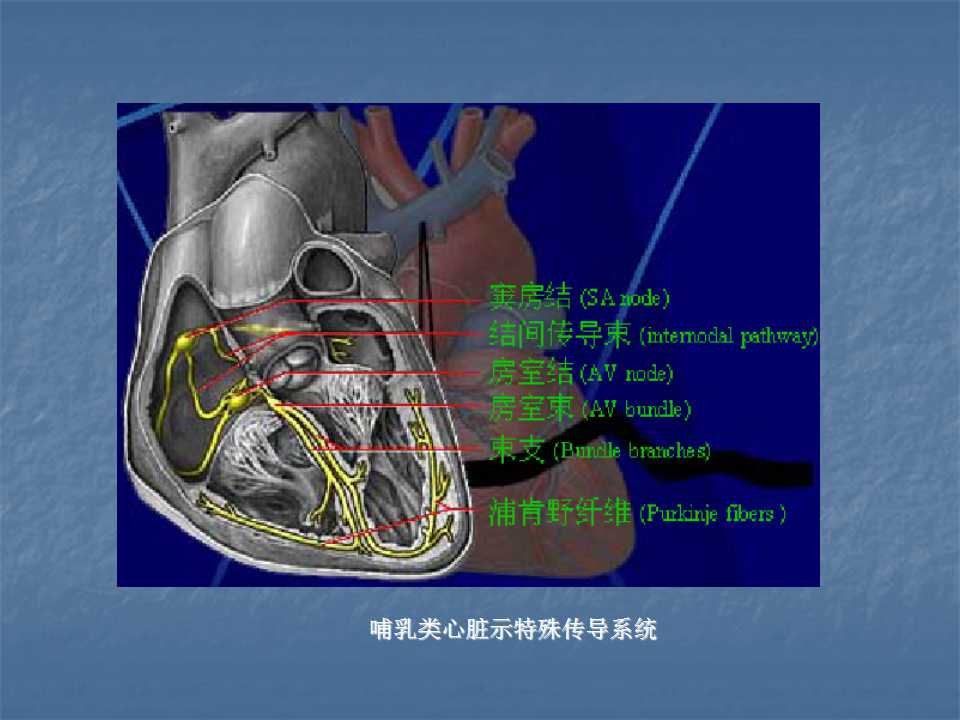 窦房结 (SA node)
结间传导束 (internodal pathway)
房室结 (AV node)
房室束 (AV bundle)
束支 (Bundle branches)
浦肯野纤维 (Purkinje fibers )
哺乳类心脏示特殊传导系统